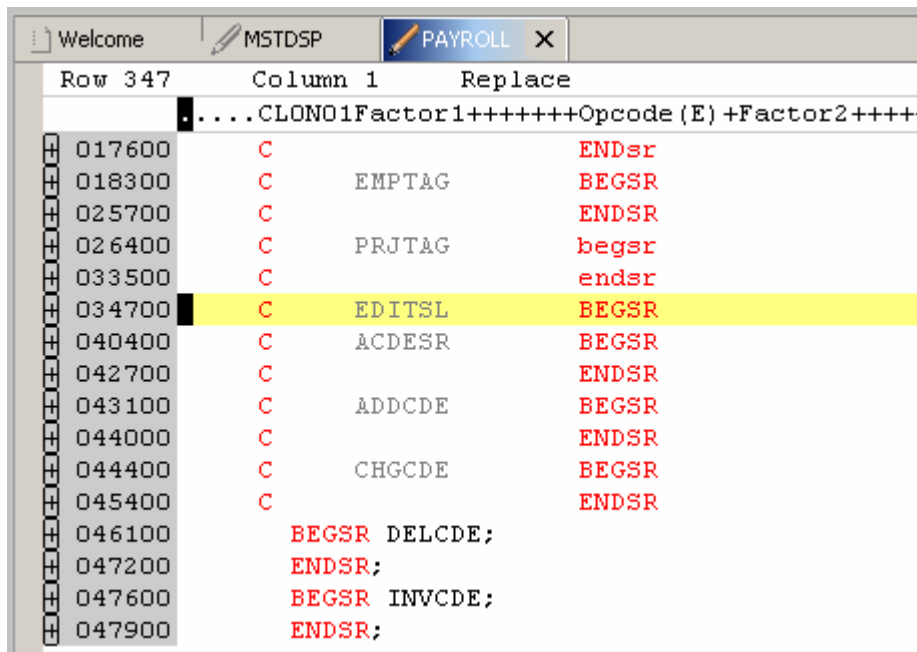 Welcome MSTDSP PAYROLL X
Row 347 Column 1 Replace
.....CL0N01Factor1+++++++Opcode(E)+Factor2++++
017600 C ENDsr
018300 C EMPTAG BEGSR
025700 C ENDSR
026400 C PRJTAG begsr
033500 C endsr
034700 C EDITSL BEGSR
040400 C ACDESR BEGSR
042700 C ENDSR
043100 C ADDCDE BEGSR
044000 C ENDSR
044400 C CHGCDE BEGSR
045400 C ENDSR
046100 BEGSR DELCDE;
047200 ENDSR;
047600 BEGSR INVCDE;
047900 ENDSR;